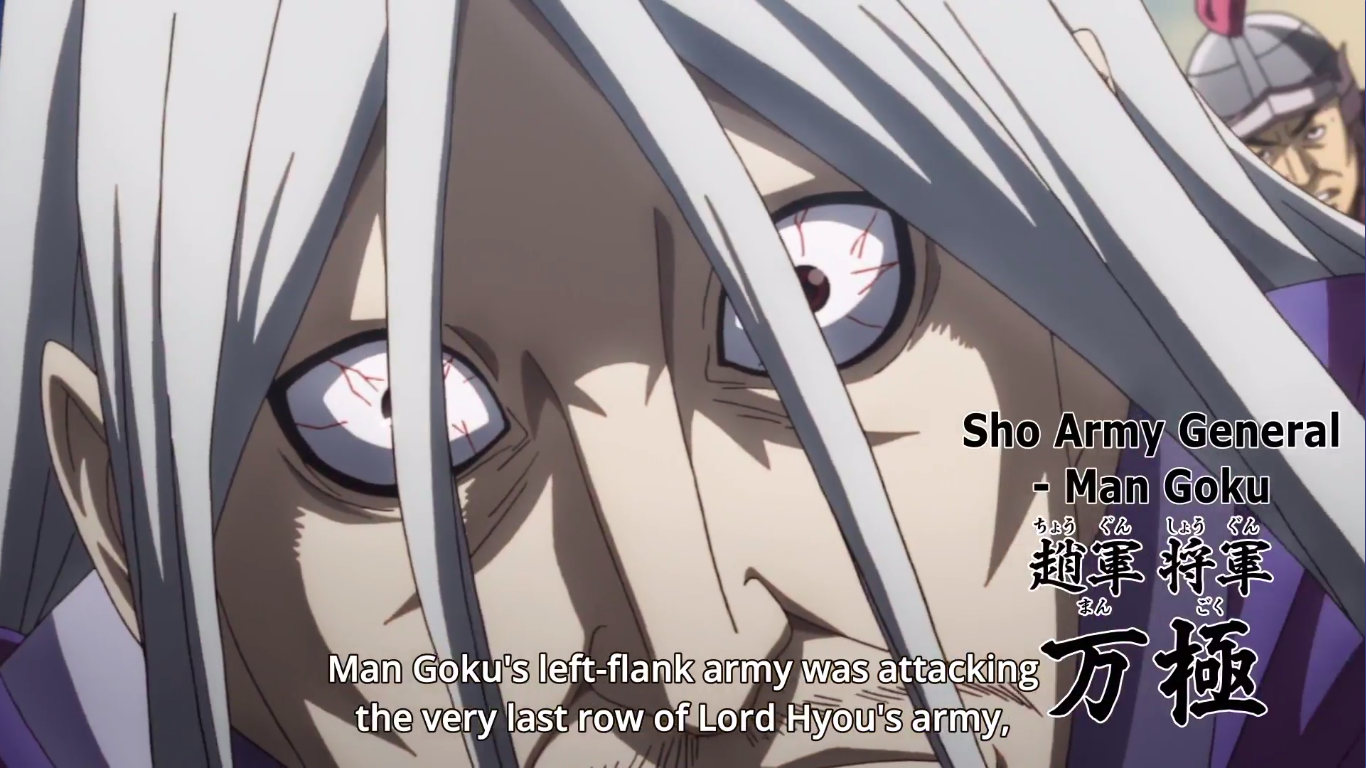 Sho Army General
- Man Goku
ちょう ぐん しょう ぐん
趙軍 将軍
まん ごく
万極
Man Goku's left-flank army was attacking
the very last row of Lord Hyou's army,